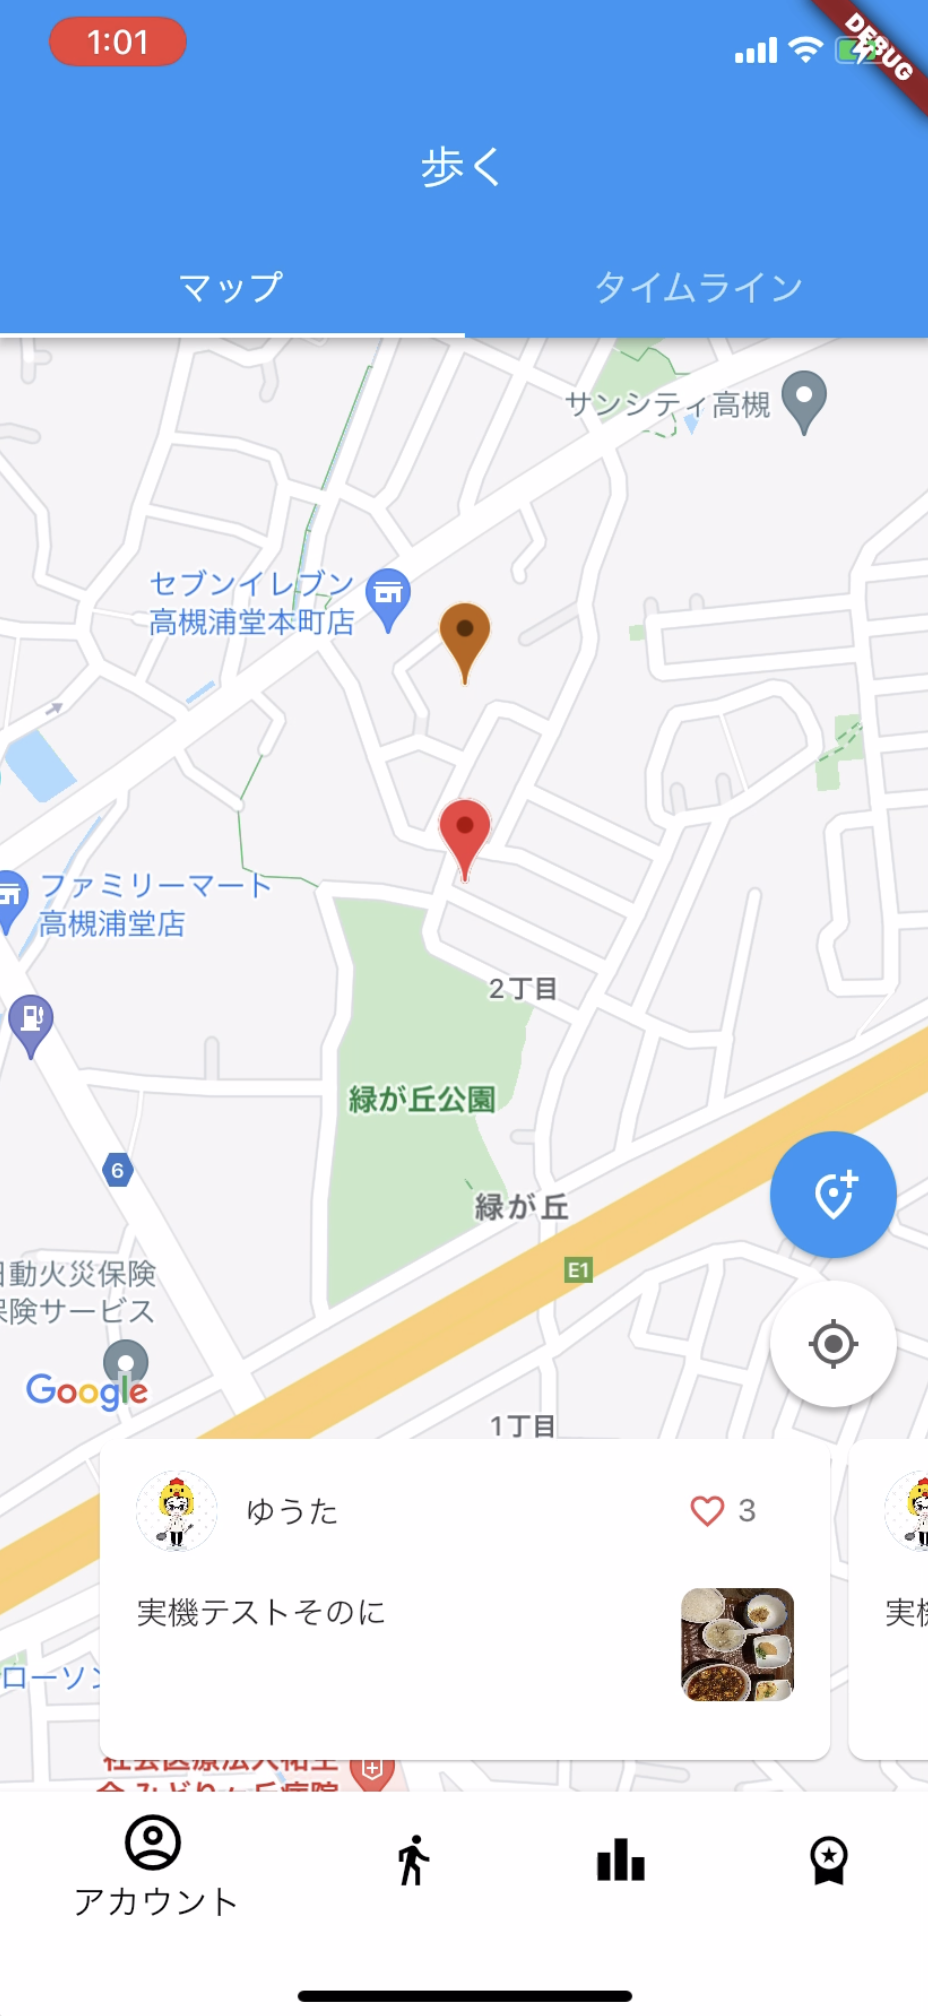 1:01
DEBUG
歩く
マップ
タイムライン
サンシティ高槻
セブンイレブン
高槻浦堂本町店
ファミリーマート
高槻浦堂店
2丁目
緑が丘公園
6
緑が丘
E1
動火災保険
険サービス
Google
1丁目
ゆうた
3
実機テストそのに
実
ローソン
アカウント